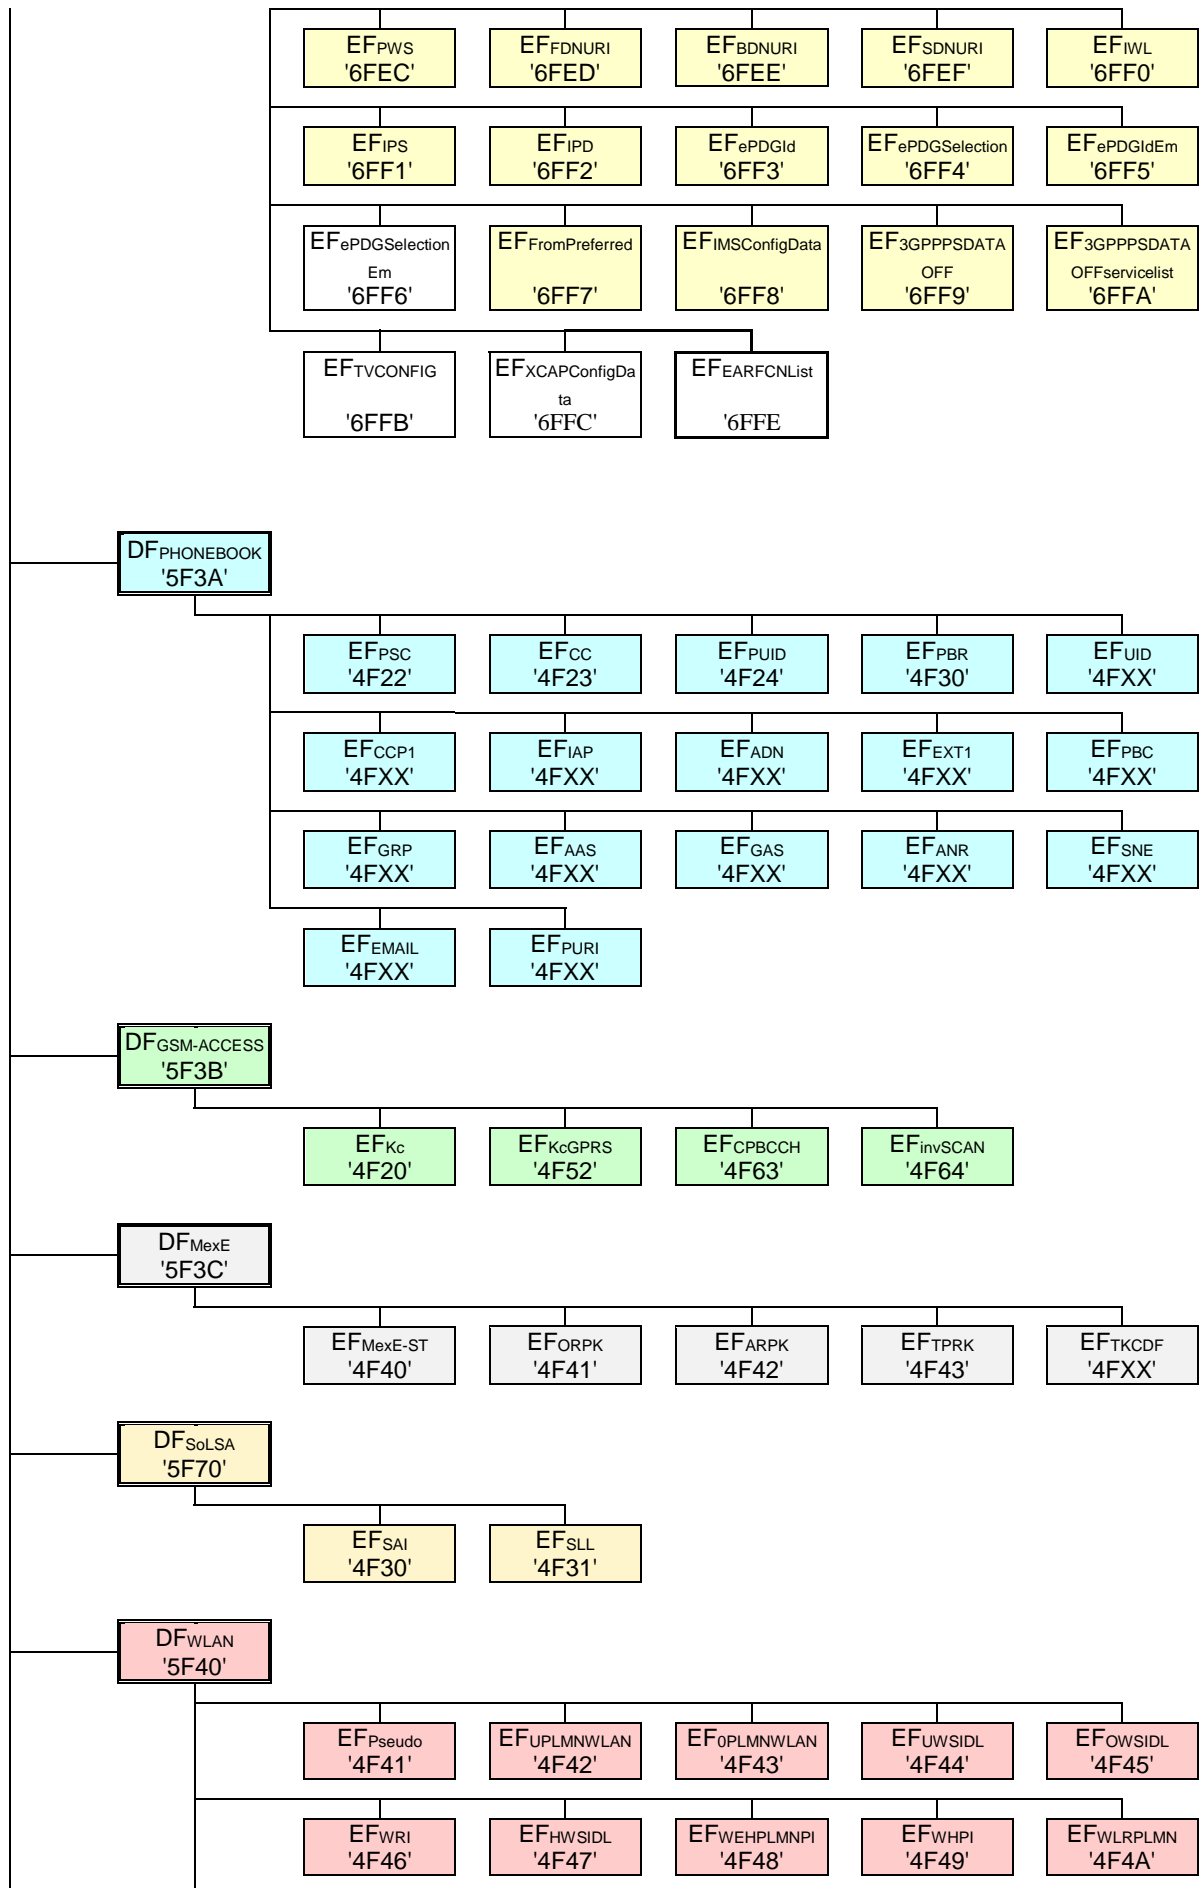 EFPWS EFFDNURI EFBDNURI EFSDNURI EFIWL
'6FEC' '6FED' '6FEE' '6FEF' '6FF0'
EFIPS EFIPD EFePDGId EFePDGSelection EFePDGIdEm
'6FF1' '6FF2' '6FF3' '6FF4' '6FF5'
EFePDGSelection EFFromPreferred EFIMSConfigData EF3GPPPSDATA EF3GPPPSDATA
Em OFF OFFservicelist
'6FF6' '6FF7' '6FF8' '6FF9' '6FFA'
EFTVCONFIG EFXCAPConfigDa EFEARFCNList
ta
'6FFB' '6FFC' '6FFE
DFPHONEBOOK
'5F3A'
EFPSC EFCC EFPUID EFPBR EFUID
'4F22' '4F23' '4F24' '4F30' '4FXX'
EFCCP1 EFIAP EFADN EFEXT1 EFPBC
'4FXX' '4FXX' '4FXX' '4FXX' '4FXX'
EFGRP EFAAS EFGAS EFANR EFSNE
'4FXX' '4FXX' '4FXX' '4FXX' '4FXX'
EFEMAIL EFPURI
'4FXX' '4FXX'
DFGSM-ACCESS
'5F3B'
EFKc EFKcGPRS EFCPBCCH EFinvSCAN
'4F20' '4F52' '4F63' '4F64'
DFMexE
'5F3C'
EFMexE-ST EFORPK EFARPK EFTPRK EFTKCDF
'4F40' '4F41' '4F42' '4F43' '4FXX'
DFSoLSA
'5F70'
EFSAI EFSLL
'4F30' '4F31'
DFWLAN
'5F40'
EFPseudo EFUPLMNWLAN EF0PLMNWLAN EFUWSIDL EFOWSIDL
'4F41' '4F42' '4F43' '4F44' '4F45'
EFWRI EFHWSIDL EFWEHPLMNPI EFWHPI EFWLRPLMN
'4F46' '4F47' '4F48' '4F49' '4F4A'